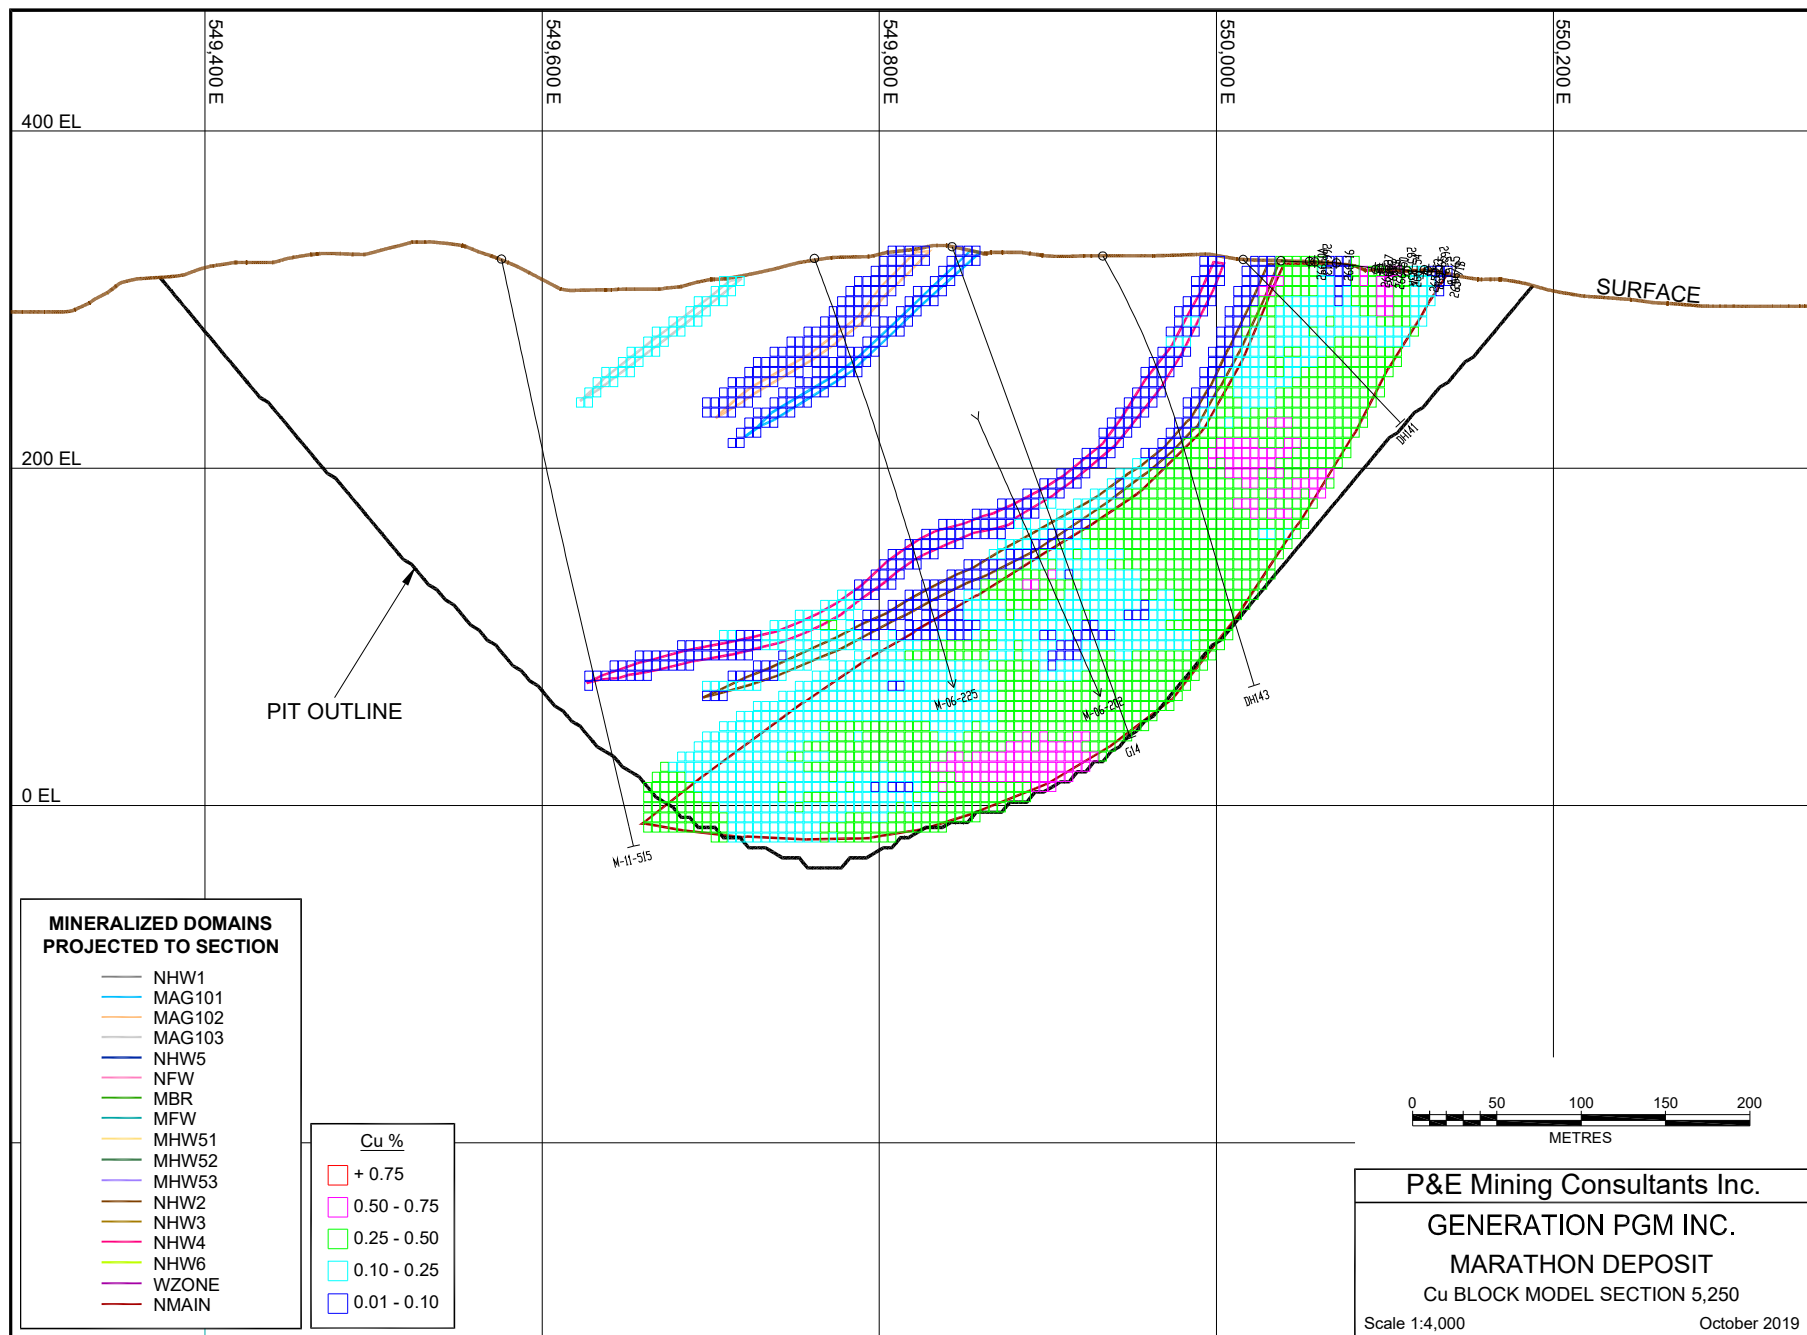 549,400 E
549,600 E
549,800 E
550,000 E
550,200 E
400 EL
SURFACE
200 EL
DH141
PIT OUTLINE
M-06-225
M-06-202
DH143
G14
0 EL
M-11-515
MINERALIZED DOMAINS
PROJECTED TO SECTION
NHW1
MAG101
MAG102
MAG103
NHW5
NFW
MBR
MFW
MHW51
MHW52
MHW53
NHW2
NHW3
NHW4
NHW6
WZONE
NMAIN
Cu %
+ 0.75
0.50 - 0.75
0.25 - 0.50
0.10 - 0.25
0.01 - 0.10
0 50 100 150 200
METRES
P&E Mining Consultants Inc.
GENERATION PGM INC.
MARATHON DEPOSIT
Cu BLOCK MODEL SECTION 5,250
Scale 1:4,000 October 2019